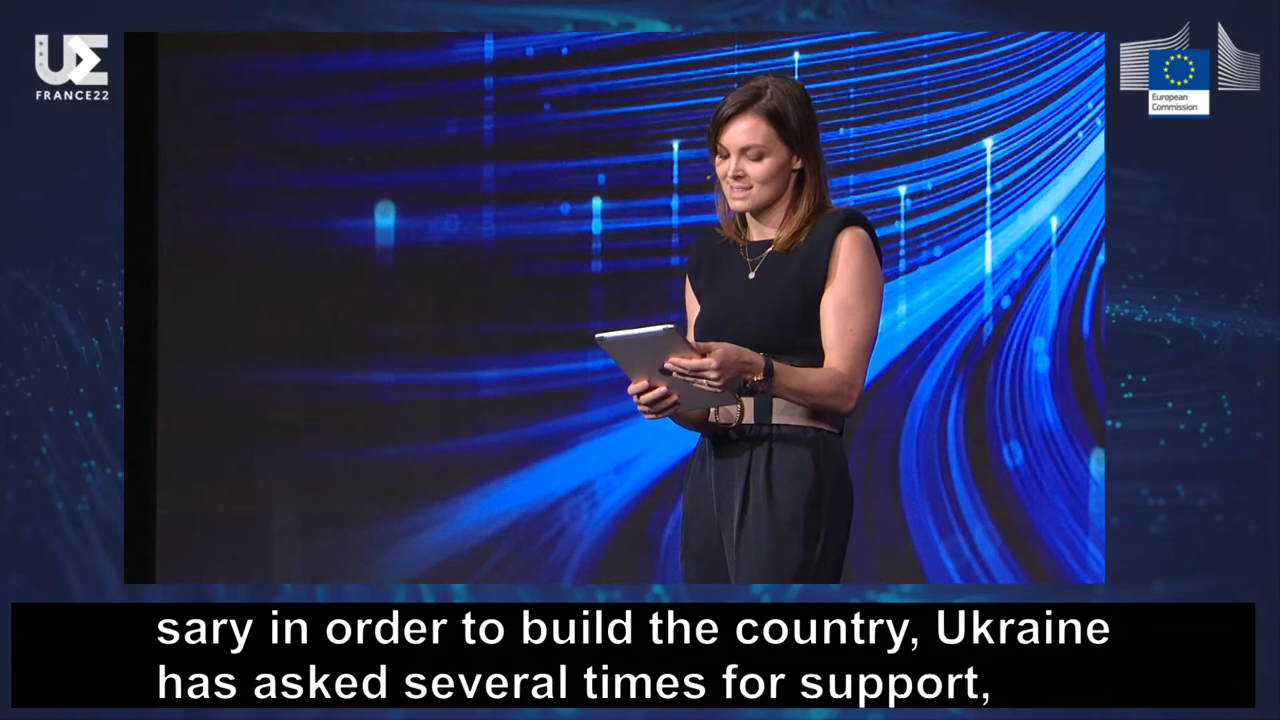 UE
FRANCE22
European
Commission
sary in order to build the country, Ukraine
has asked several times for support,